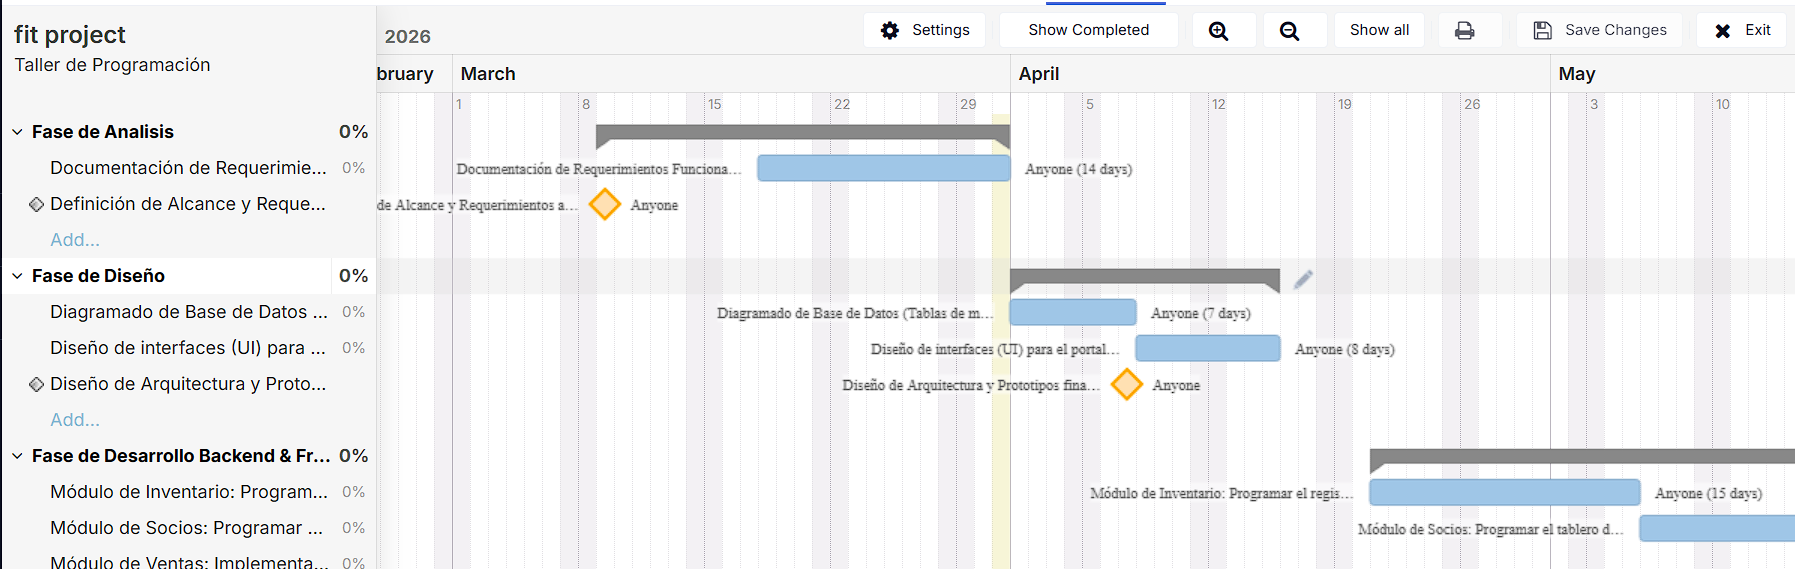 fit project
Taller de Programación
2026
Settings
Show Completed
Show all
Save Changes
Exit
bruary
March
April
May
1 8 15 22 29 5 12 19 26 3 10
Fase de Analisis 0%
Documentación de Requerimie... 0%
Documentación de Requerimientos Funciona...
Anyone (14 days)
Definición de Alcance y Reque...
de Alcance y Requerimientos a...
Anyone
Add...
Fase de Diseño 0%
Diagramado de Base de Datos ... 0%
Diagramado de Base de Datos (Tablas de m...
Anyone (7 days)
Diseño de interfaces (UI) para ... 0%
Diseño de interfaces (UI) para el portal...
Anyone (8 days)
Diseño de Arquitectura y Proto...
Diseño de Arquitectura y Prototipos fina...
Anyone
Add...
Fase de Desarrollo Backend & Fr... 0%
Módulo de Inventario: Program... 0%
Módulo de Inventario: Programar el regis...
Anyone (15 days)
Módulo de Socios: Programar ... 0%
Módulo de Socios: Programar el tablero d...
Módulo de Ventas: Implementa... 0%